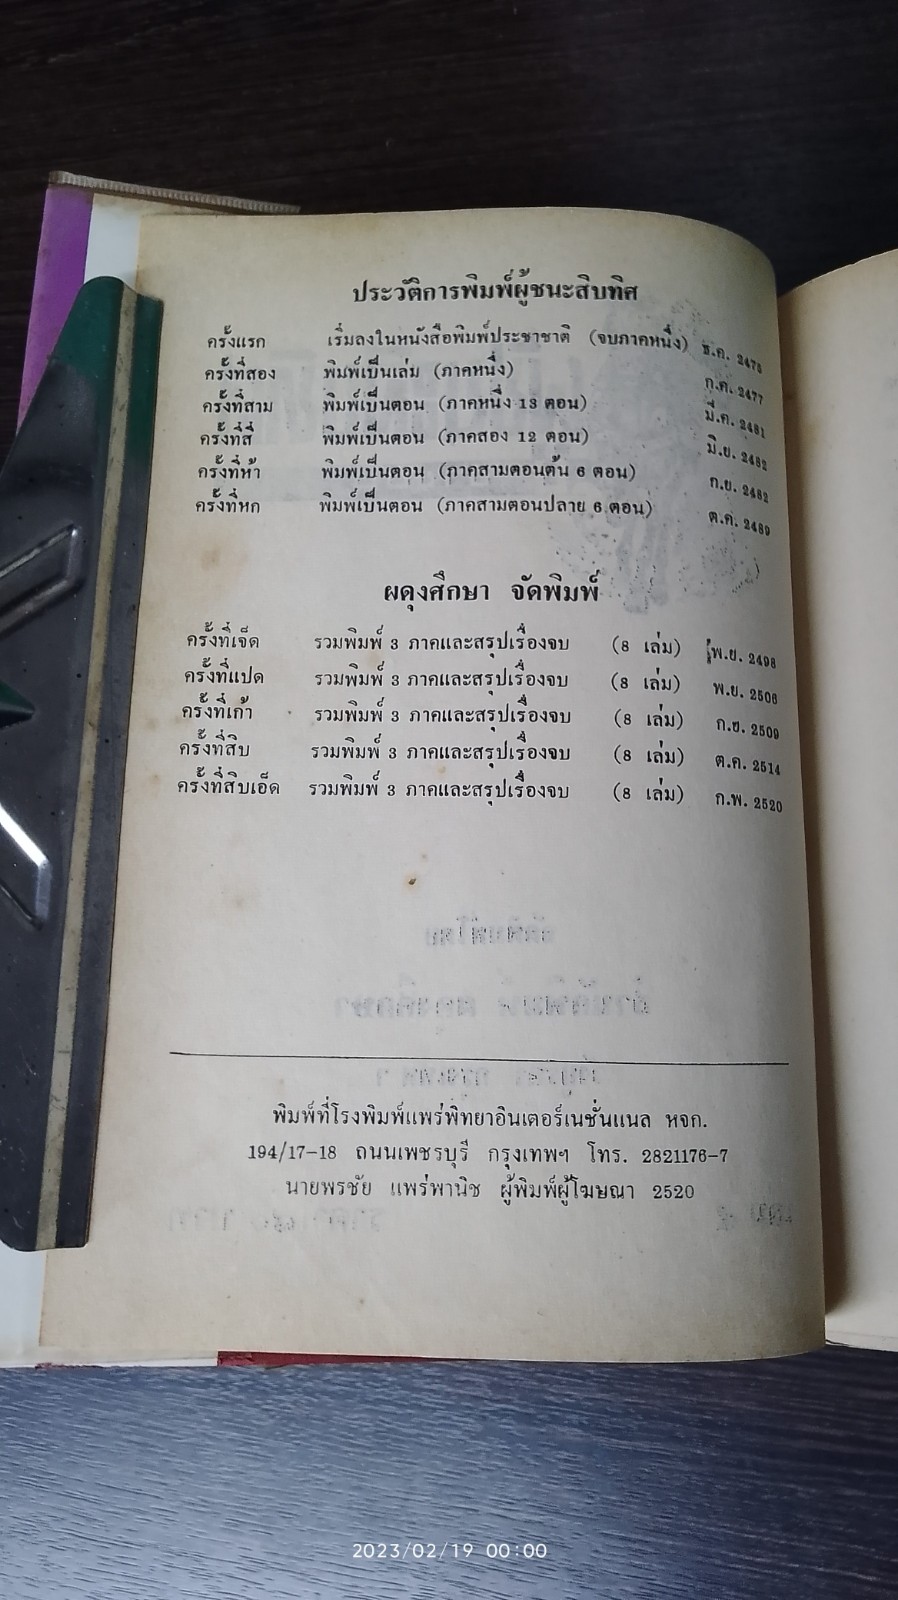 ประวัติการพิมพ์ผู้ชนะสิบทิศ
ครั้งแรก เริ่มลงในหนังสือพิมพ์ประชาชาติ (จบภาคหนึ่ง) ธ.ค. 2475
ครั้งที่สอง พิมพ์เป็นเล่ม (ภาคหนึ่ง) ก.ค. 2477
ครั้งที่สาม พิมพ์เป็นตอน (ภาคหนึ่ง 13 ตอน) มี.ค. 2481
ครั้งที่สี่ พิมพ์เป็นตอน (ภาคสอง 12 ตอน) มิ.ย. 2482
ครั้งที่ห้า พิมพ์เป็นตอน (ภาคสามตอนต้น 6 ตอน) ก.ย. 2482
ครั้งที่หก พิมพ์เป็นตอน (ภาคสามตอนปลาย 6 ตอน) ต.ค. 2489
ผดุงศึกษา จัดพิมพ์
ครั้งที่เจ็ด รวมพิมพ์ 3 ภาคและสรุปเรื่องจบ (8 เล่ม) พ.ย. 2498
ครั้งที่แปด รวมพิมพ์ 3 ภาคและสรุปเรื่องจบ (8 เล่ม) พ.ย. 2506
ครั้งที่เก้า รวมพิมพ์ 3 ภาคและสรุปเรื่องจบ (8 เล่ม) ก.ย. 2509
ครั้งที่สิบ รวมพิมพ์ 3 ภาคและสรุปเรื่องจบ (8 เล่ม) ต.ค. 2514
ครั้งที่สิบเอ็ด รวมพิมพ์ 3 ภาคและสรุปเรื่องจบ (8 เล่ม) ก.พ. 2520
พิมพ์ที่โรงพิมพ์แพร่พิทยาอินเตอร์เนชั่นแนล หจก.
194/17-18 ถนนเพชรบุรี กรุงเทพฯ โทร. 2821176-7
นายพรชัย แพร่พานิช ผู้พิมพ์ผู้โฆษณา 2520
2023/02/19 00:00